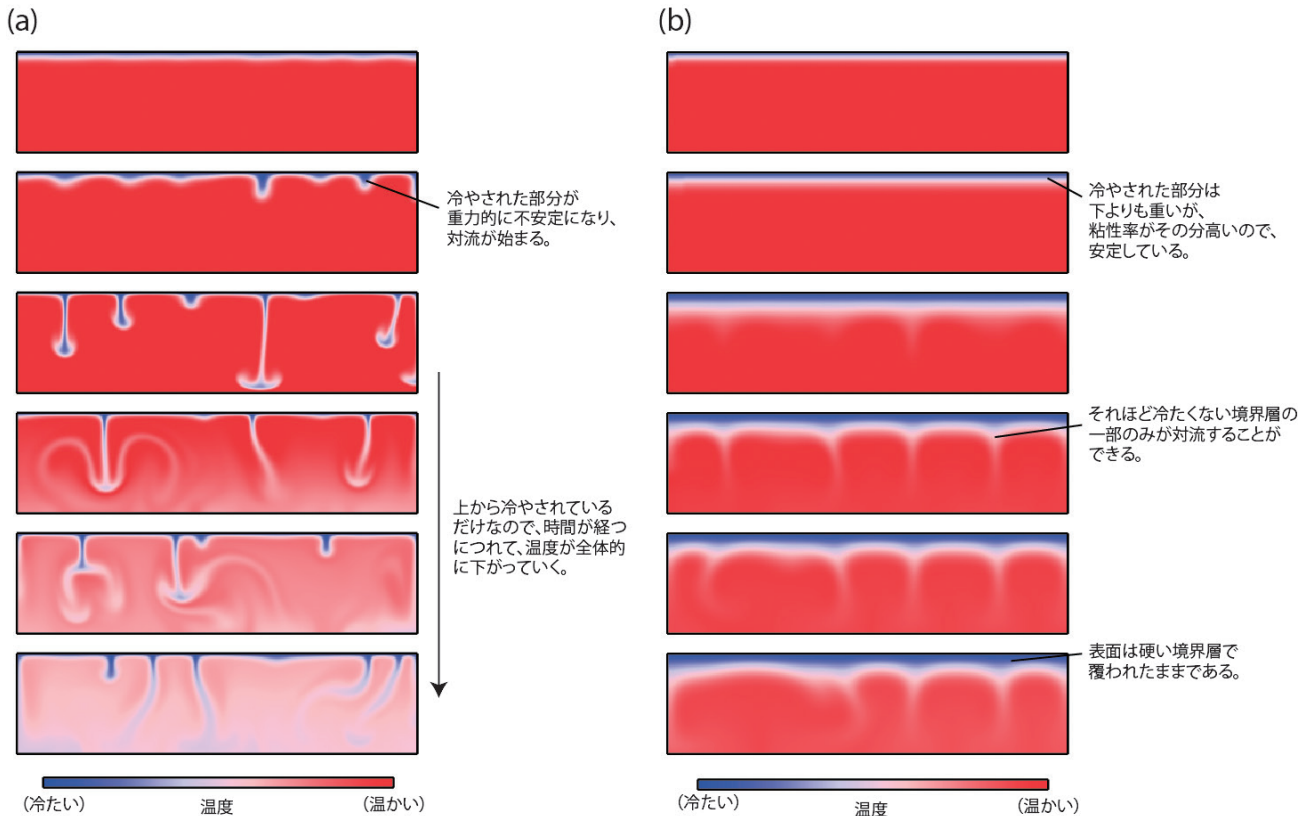 (a)
冷やされた部分が
重力的に不安定になり、
対流が始まる。
上から冷やされている
だけなので、時間が経つ
につれて、温度が全体的
に下がっていく。
(冷たい) 温度 (温かい)
(b)
冷やされた部分は
下よりも重いが、
粘性率がその分高いので、
安定している。
それほど冷たくない境界層の
一部のみが対流することが
できる。
表面は硬い境界層で
覆われたままである。
(冷たい) 温度 (温かい)